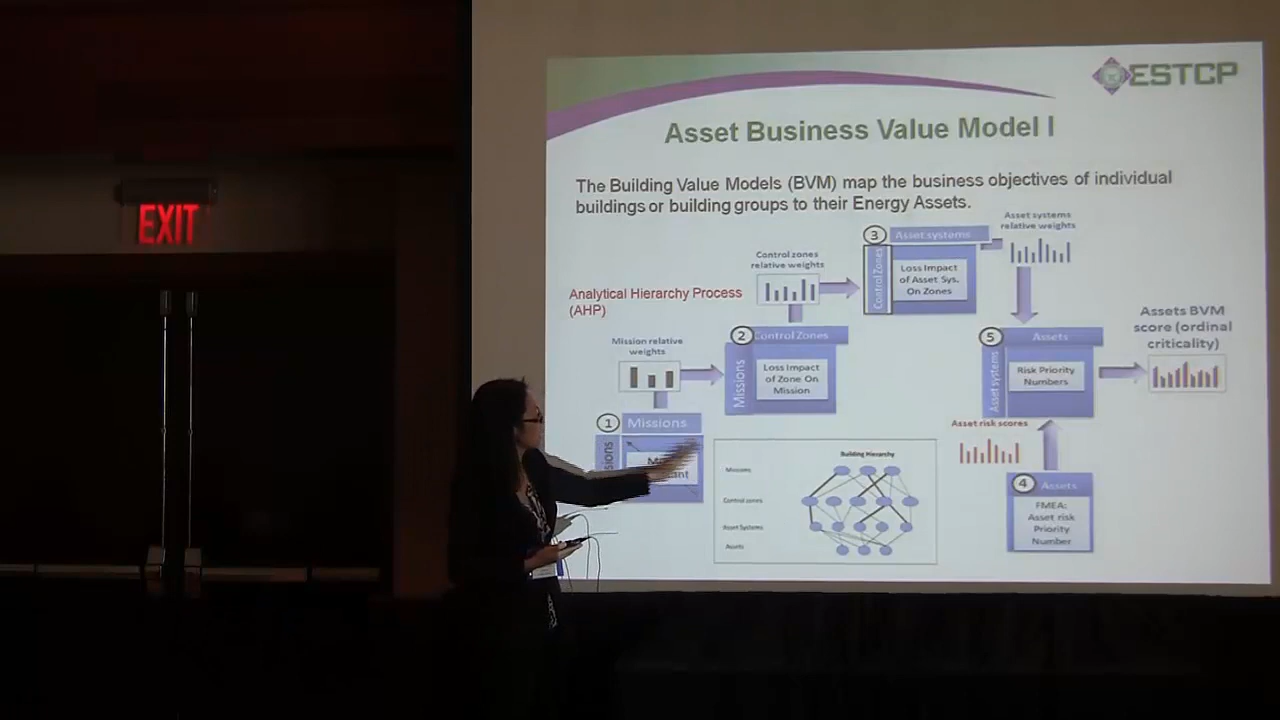 EXIT
ESTCP
Asset Business Value Model I
The Building Value Models (BVM) map the business objectives of individual
buildings or building groups to their Energy Assets.
Analytical Hierarchy Process
(AHP)
Mission relative
weights
1
Missions
Control zones
relative weights
2
Control Zones
Missions
Loss Impact
of Zone On
Mission
3
Asset systems
Control Zones
Loss Impact
of Asset Sys.
On Zones
Asset systems
relative weights
5
Assets
Asset systems
Risk Priority
Numbers
Assets BVM
score (ordinal
criticality)
Asset risk scores
4
Assets
FMEA:
Asset risk
Priority
Number
Building Hierarchy
Missions
Control zones
Asset Systems
Assets